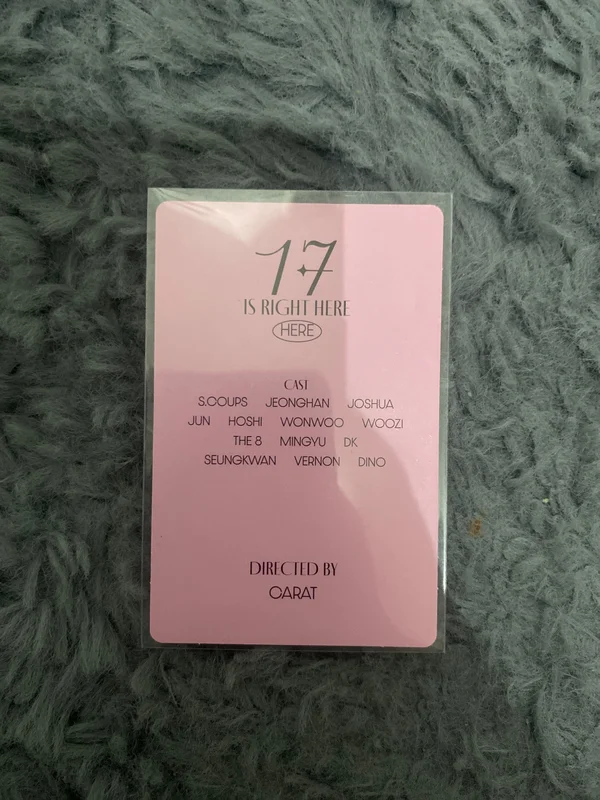 17
IS RIGHT HERE
HERE
CAST
S.COUPS JEONGHAN JOSHUA
JUN HOSHI WONWOO WOOZI
THE 8 MINGYU DK
SEUNGKWAN VERNON DINO
DIRECTED BY
CARAT